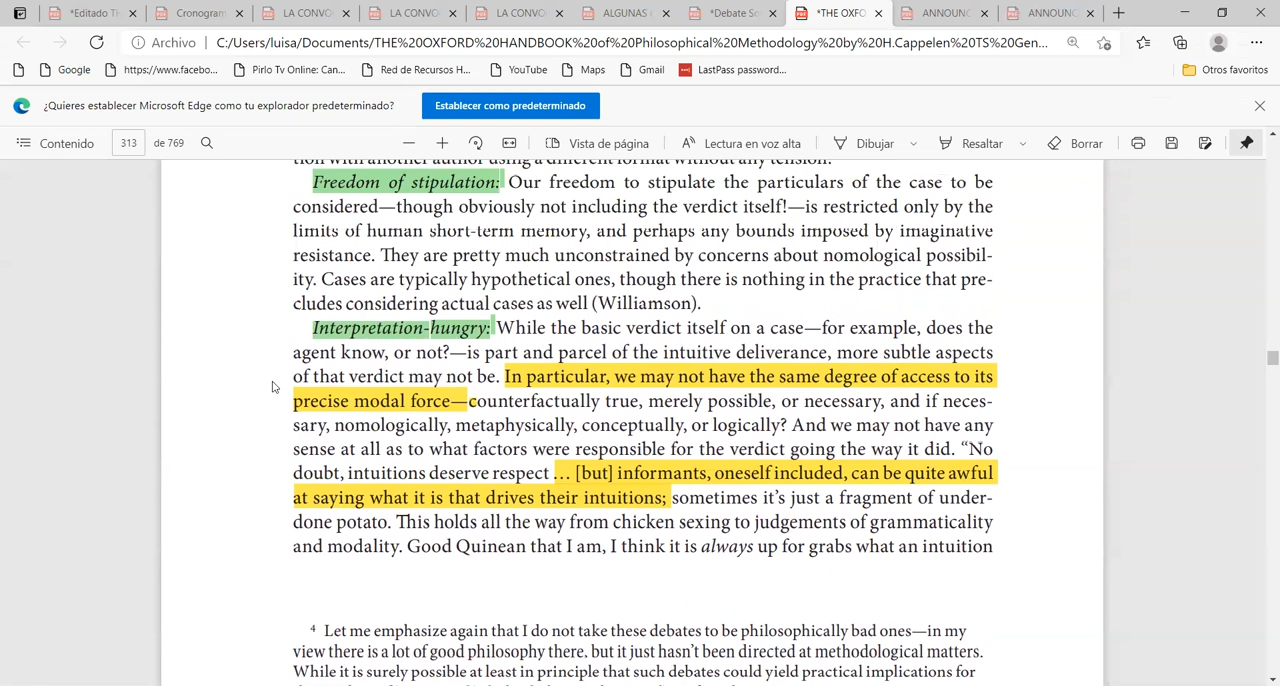 *Editado TH
Cronogram
LA CONVO
LA CONVO
LA CONVO
ALGUNAS
*Debate So
*THE OXFO
ANNOUNC
ANNOUNC
Archivo | C:/Users/luisa/Documents/THE%20OXFORD%20HANDBOOK%20of%20Philosophical%20Methodology%20by%20H.Cappelen%20TS%20Gen...
Google https://www.facebo... Pirlo Tv Online: Can... Red de Recursos H... YouTube Maps Gmail LastPass password... Otros favoritos
¿Quieres establecer Microsoft Edge como tu explorador predeterminado? Establecer como predeterminado
Contenido 313 de 769 Vista de página Lectura en voz alta Dibujar Resaltar Borrar
tion with another author using a different format without any tension.
Freedom of stipulation: Our freedom to stipulate the particulars of the case to be
considered—though obviously not including the verdict itself!—is restricted only by the
limits of human short-term memory, and perhaps any bounds imposed by imaginative
resistance. They are pretty much unconstrained by concerns about nomological possibil-
ity. Cases are typically hypothetical ones, though there is nothing in the practice that pre-
cludes considering actual cases as well (Williamson).
Interpretation-hungry: While the basic verdict itself on a case—for example, does the
agent know, or not?—is part and parcel of the intuitive deliverance, more subtle aspects
of that verdict may not be. In particular, we may not have the same degree of access to its
precise modal force—counterfactually true, merely possible, or necessary, and if neces-
sary, nomologically, metaphysically, conceptually, or logically? And we may not have any
sense at all as to what factors were responsible for the verdict going the way it did. “No
doubt, intuitions deserve respect … [but] informants, oneself included, can be quite awful
at saying what it is that drives their intuitions; sometimes it’s just a fragment of under-
done potato. This holds all the way from chicken sexing to judgements of grammaticality
and modality. Good Quinean that I am, I think it is always up for grabs what an intuition
4 Let me emphasize again that I do not take these debates to be philosophically bad ones—in my
view there is a lot of good philosophy there. but it just hasn’t been directed at methodological matters.
While it is surely possible at least in principle that such debates could yield practical implications for